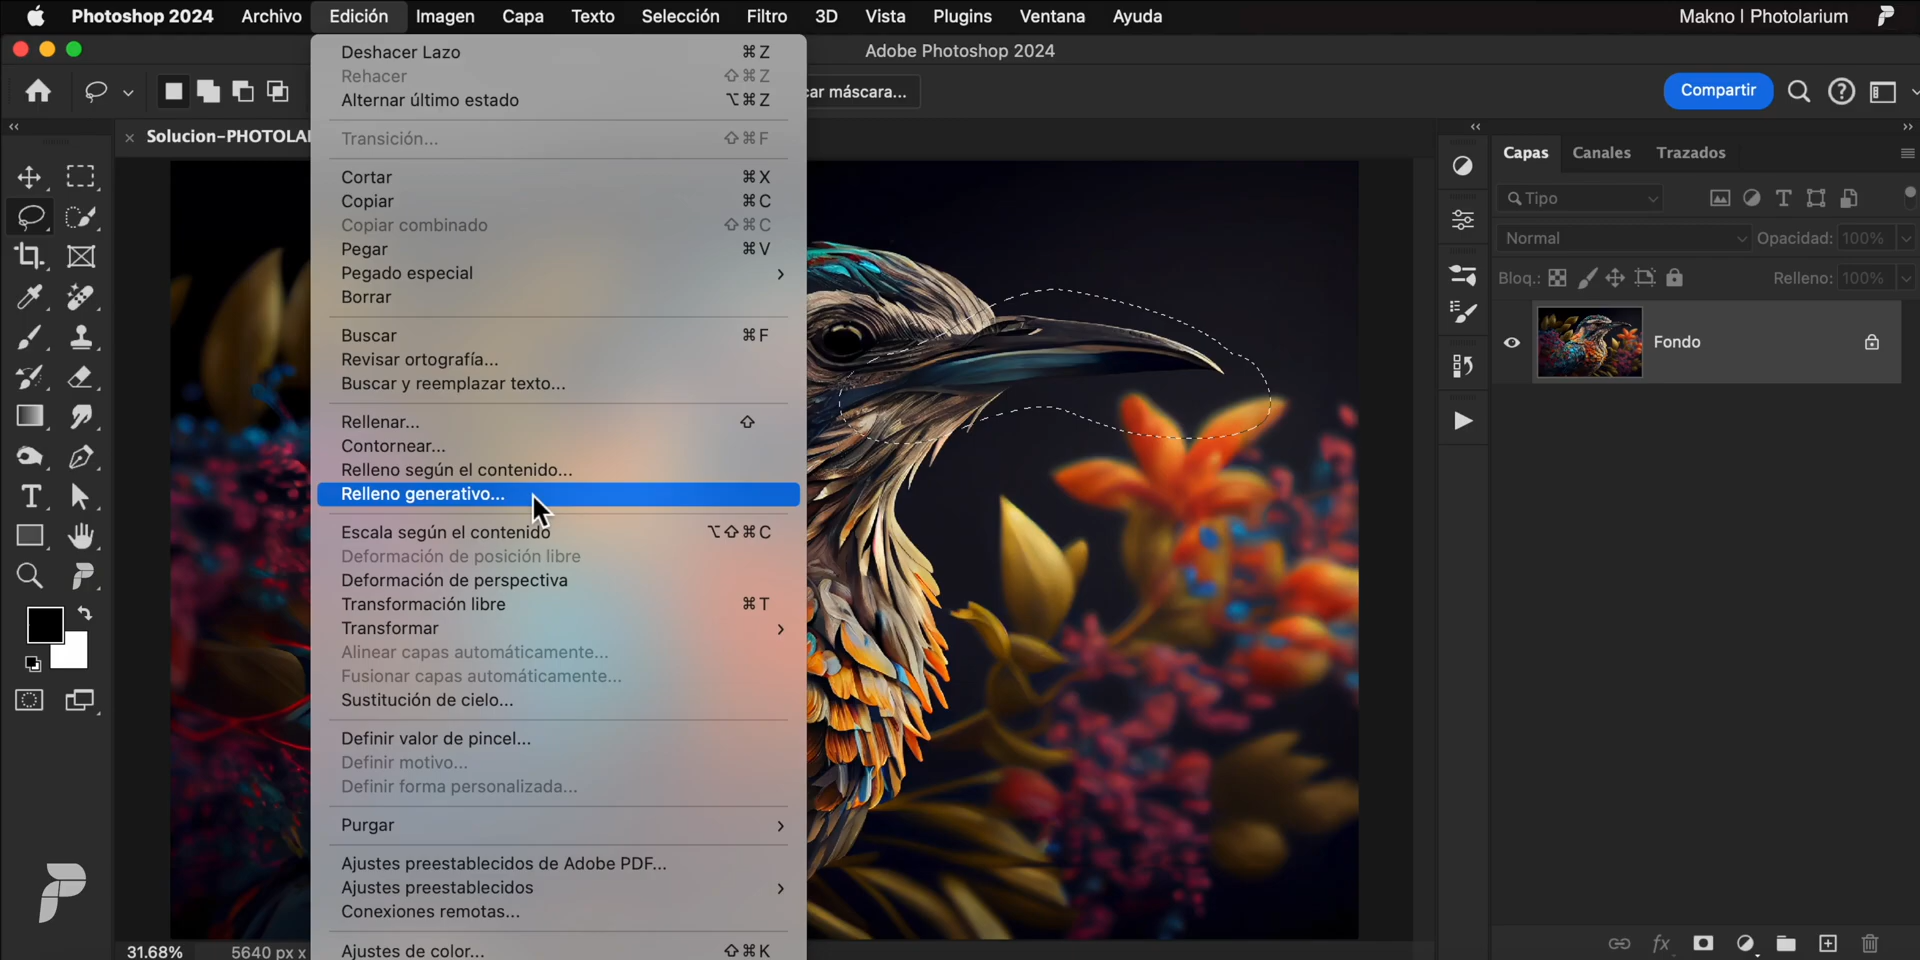 Photoshop 2024 Archivo Edición Imagen Capa Texto Selección Filtro 3D Vista Plugins Ventana Ayuda Makno | Photolarium
Adobe Photoshop 2024
car máscara... Compartir
Solucion-PHOTOLA
Deshacer Lazo ⌘Z
Rehacer ⇧⌘Z
Alternar último estado ⌥⌘Z
Transición... ⇧⌘F
Cortar ⌘X
Copiar ⌘C
Copiar combinado ⇧⌘C
Pegar ⌘V
Pegado especial
Borrar
Buscar ⌘F
Revisar ortografía...
Buscar y reemplazar texto...
Rellenar... ⇧
Contornear...
Relleno según el contenido...
Relleno generativo...
Escala según el contenido ⌥⇧⌘C
Deformación de posición libre
Deformación de perspectiva
Transformación libre ⌘T
Transformar
Alinear capas automáticamente...
Fusionar capas automáticamente...
Sustitución de cielo...
Definir valor de pincel...
Definir motivo...
Definir forma personalizada...
Purgar
Ajustes preestablecidos de Adobe PDF...
Ajustes preestablecidos
Conexiones remotas...
Ajustes de color... ⇧⌘K
Capas Canales Trazados
Tipo
Normal Opacidad: 100%
Bloq.: Relleno: 100%
Fondo
fx
31.68% 5640 px x